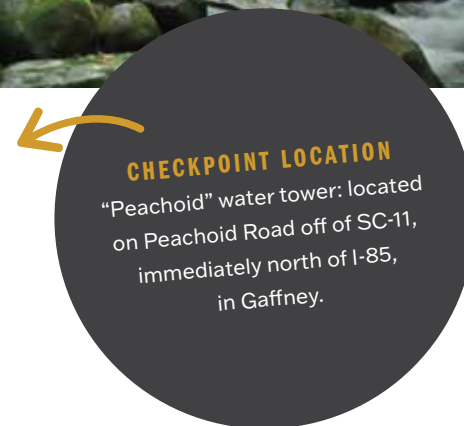 CHECKPOINT LOCATION
“Peachoid” water tower: located
on Peachoid Road off of SC-11,
immediately north of I-85,
in Gaffney.